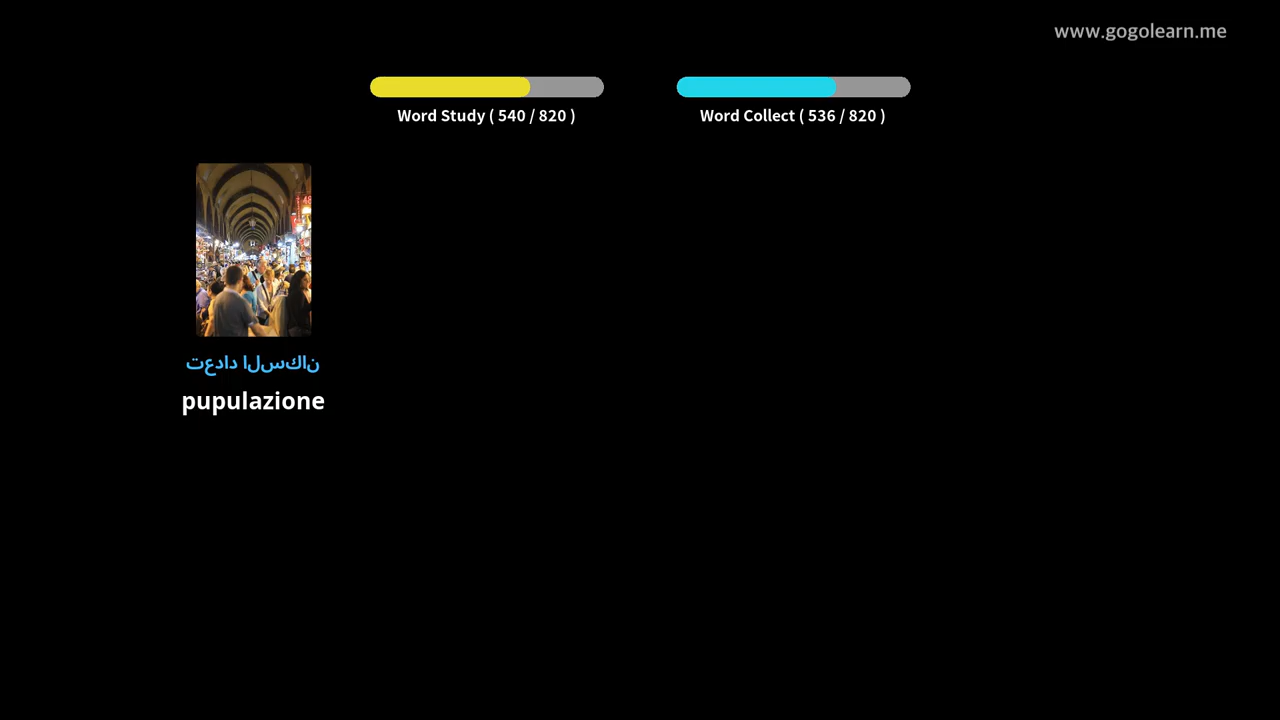 www.gogolearn.me
Word Study ( 540 / 820 )
Word Collect ( 536 / 820 )
تعداد السكان
pupulazione